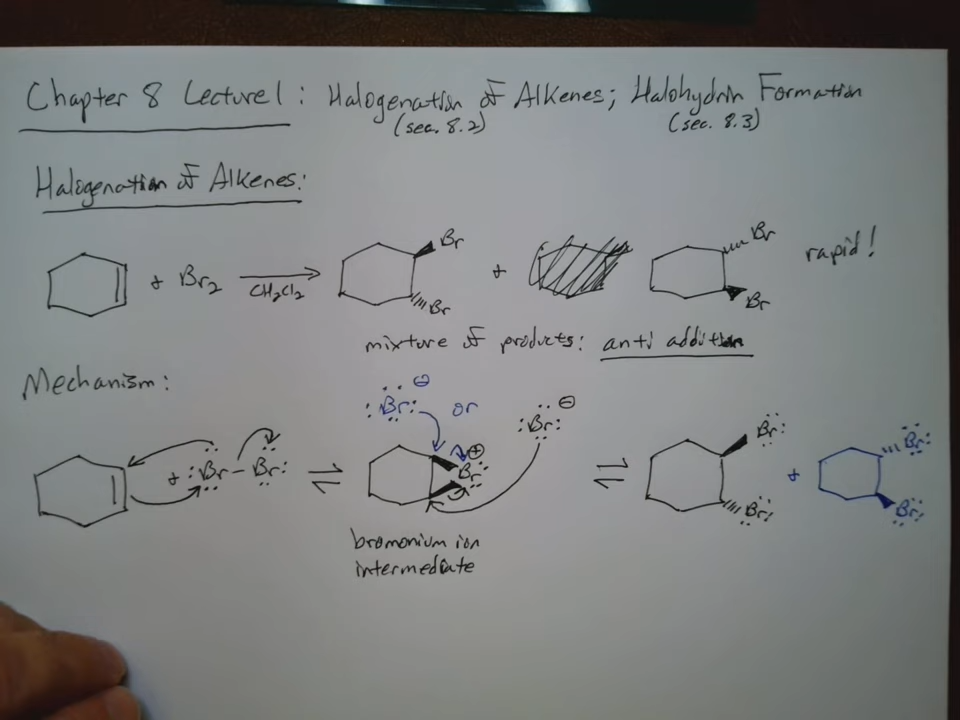 Chapter 8 Lecture 1: Halogenation of Alkenes; Halohydrin Formation
(sec. 8.2) (sec. 8.3)
Halogenation of Alkenes:
+ Br2 CH2Cl2 Br Br + Br Br rapid!
mixture of products: anti addition
Mechanism:
:Br: ⊖ or :Br: ⊖
+ :Br–Br: ⇌ Br ⊕ ⇌ Br: Br: + Br: Br:
bromonium ion
intermediate